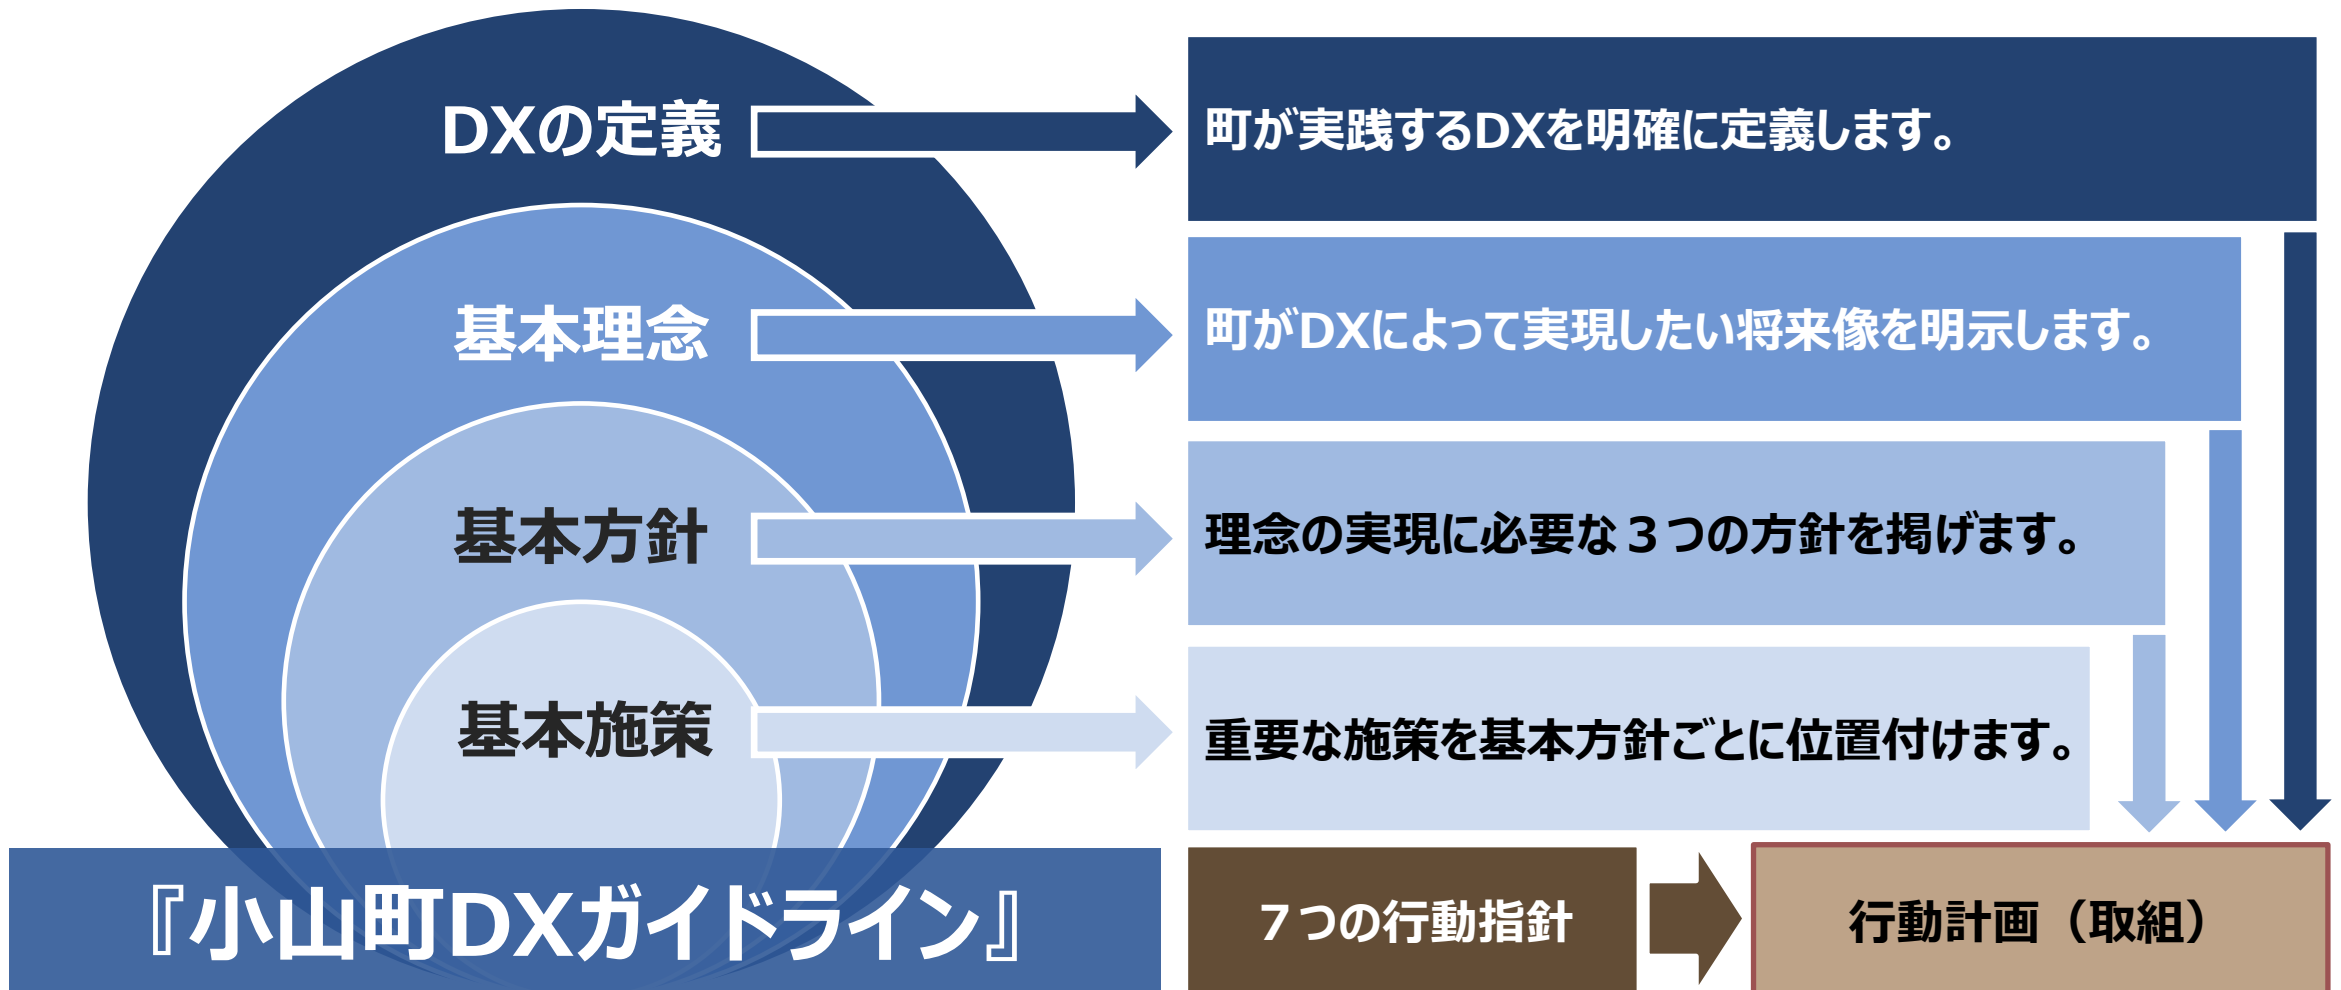 DXの定義
町が実践するDXを明確に定義します。
基本理念
町がDXによって実現したい将来像を明示します。
基本方針
理念の実現に必要な３つの方針を掲げます。
基本施策
重要な施策を基本方針ごとに位置付けます。
『小山町DXガイドライン』
７つの行動指針
行動計画（取組）